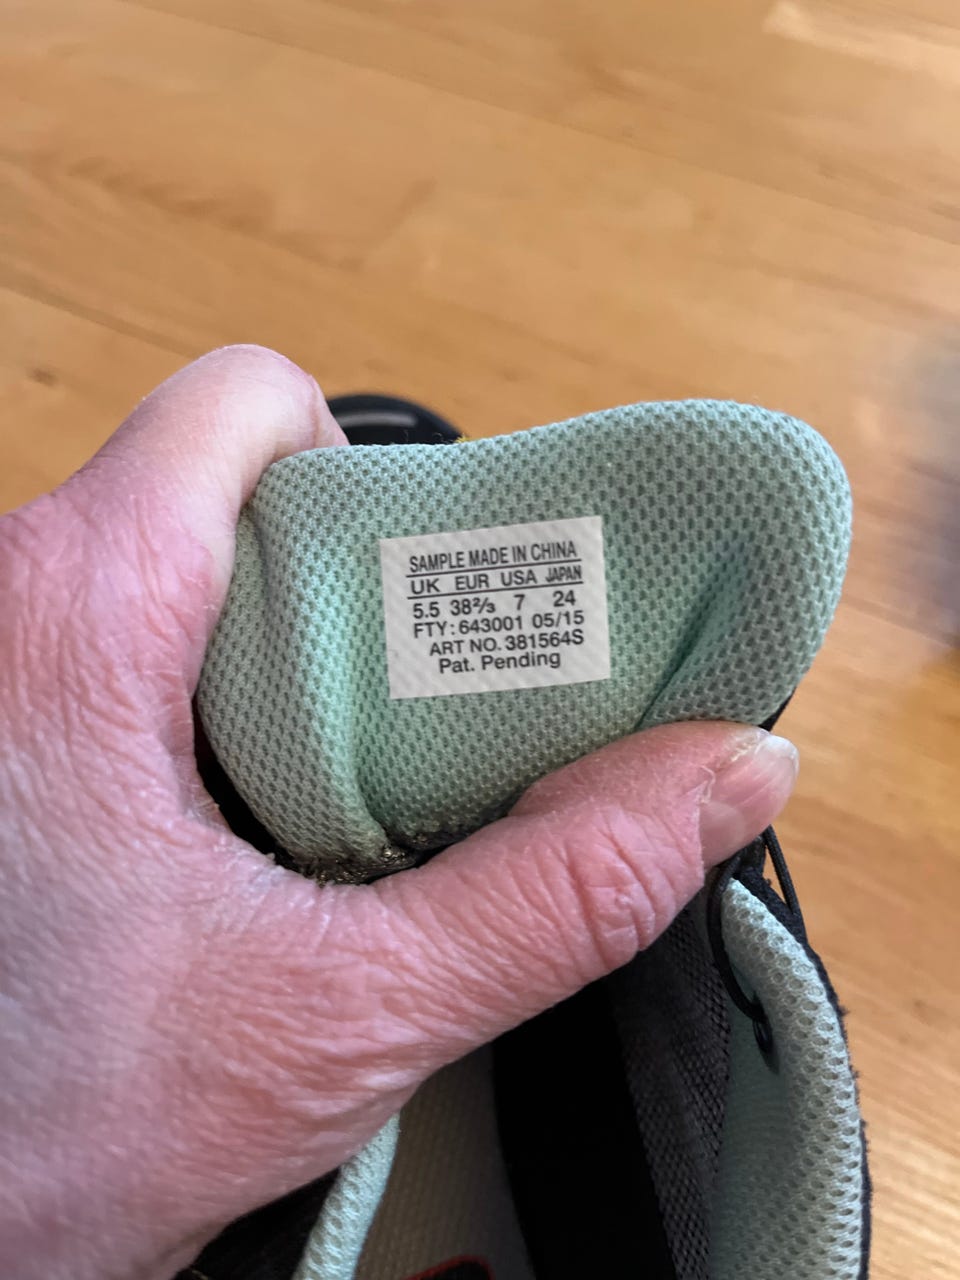 SAMPLE MADE IN CHINA
UK EUR USA JAPAN
5.5 38⅔ 7 24
FTY: 643001 05/15
ART NO. 381564S
Pat. Pending